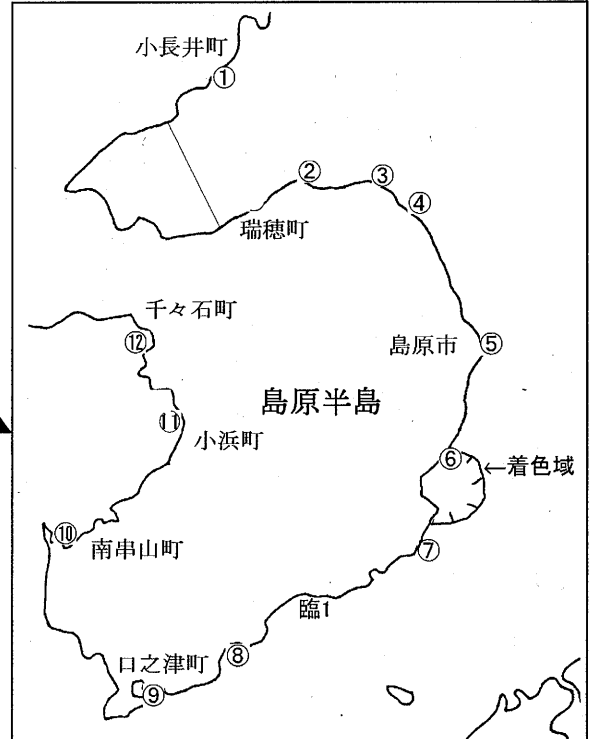 小長井町
①
②
③
④
瑞穂町
千々石町
⑫
島原市
⑤
島原半島
⑪
小浜町
⑥
←着色域
⑩
南串山町
⑦
臨1
口之津町
⑧
⑨